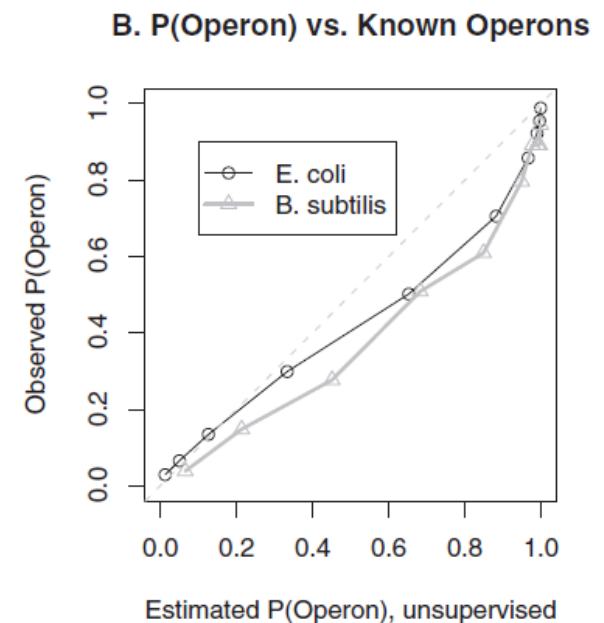 B. P(Operon) vs. Known Operons
Observed P(Operon)
1.0
0.8
0.6
0.4
0.2
0.0
E. coli
B. subtilis
0.0 0.2 0.4 0.6 0.8 1.0
Estimated P(Operon), unsupervised